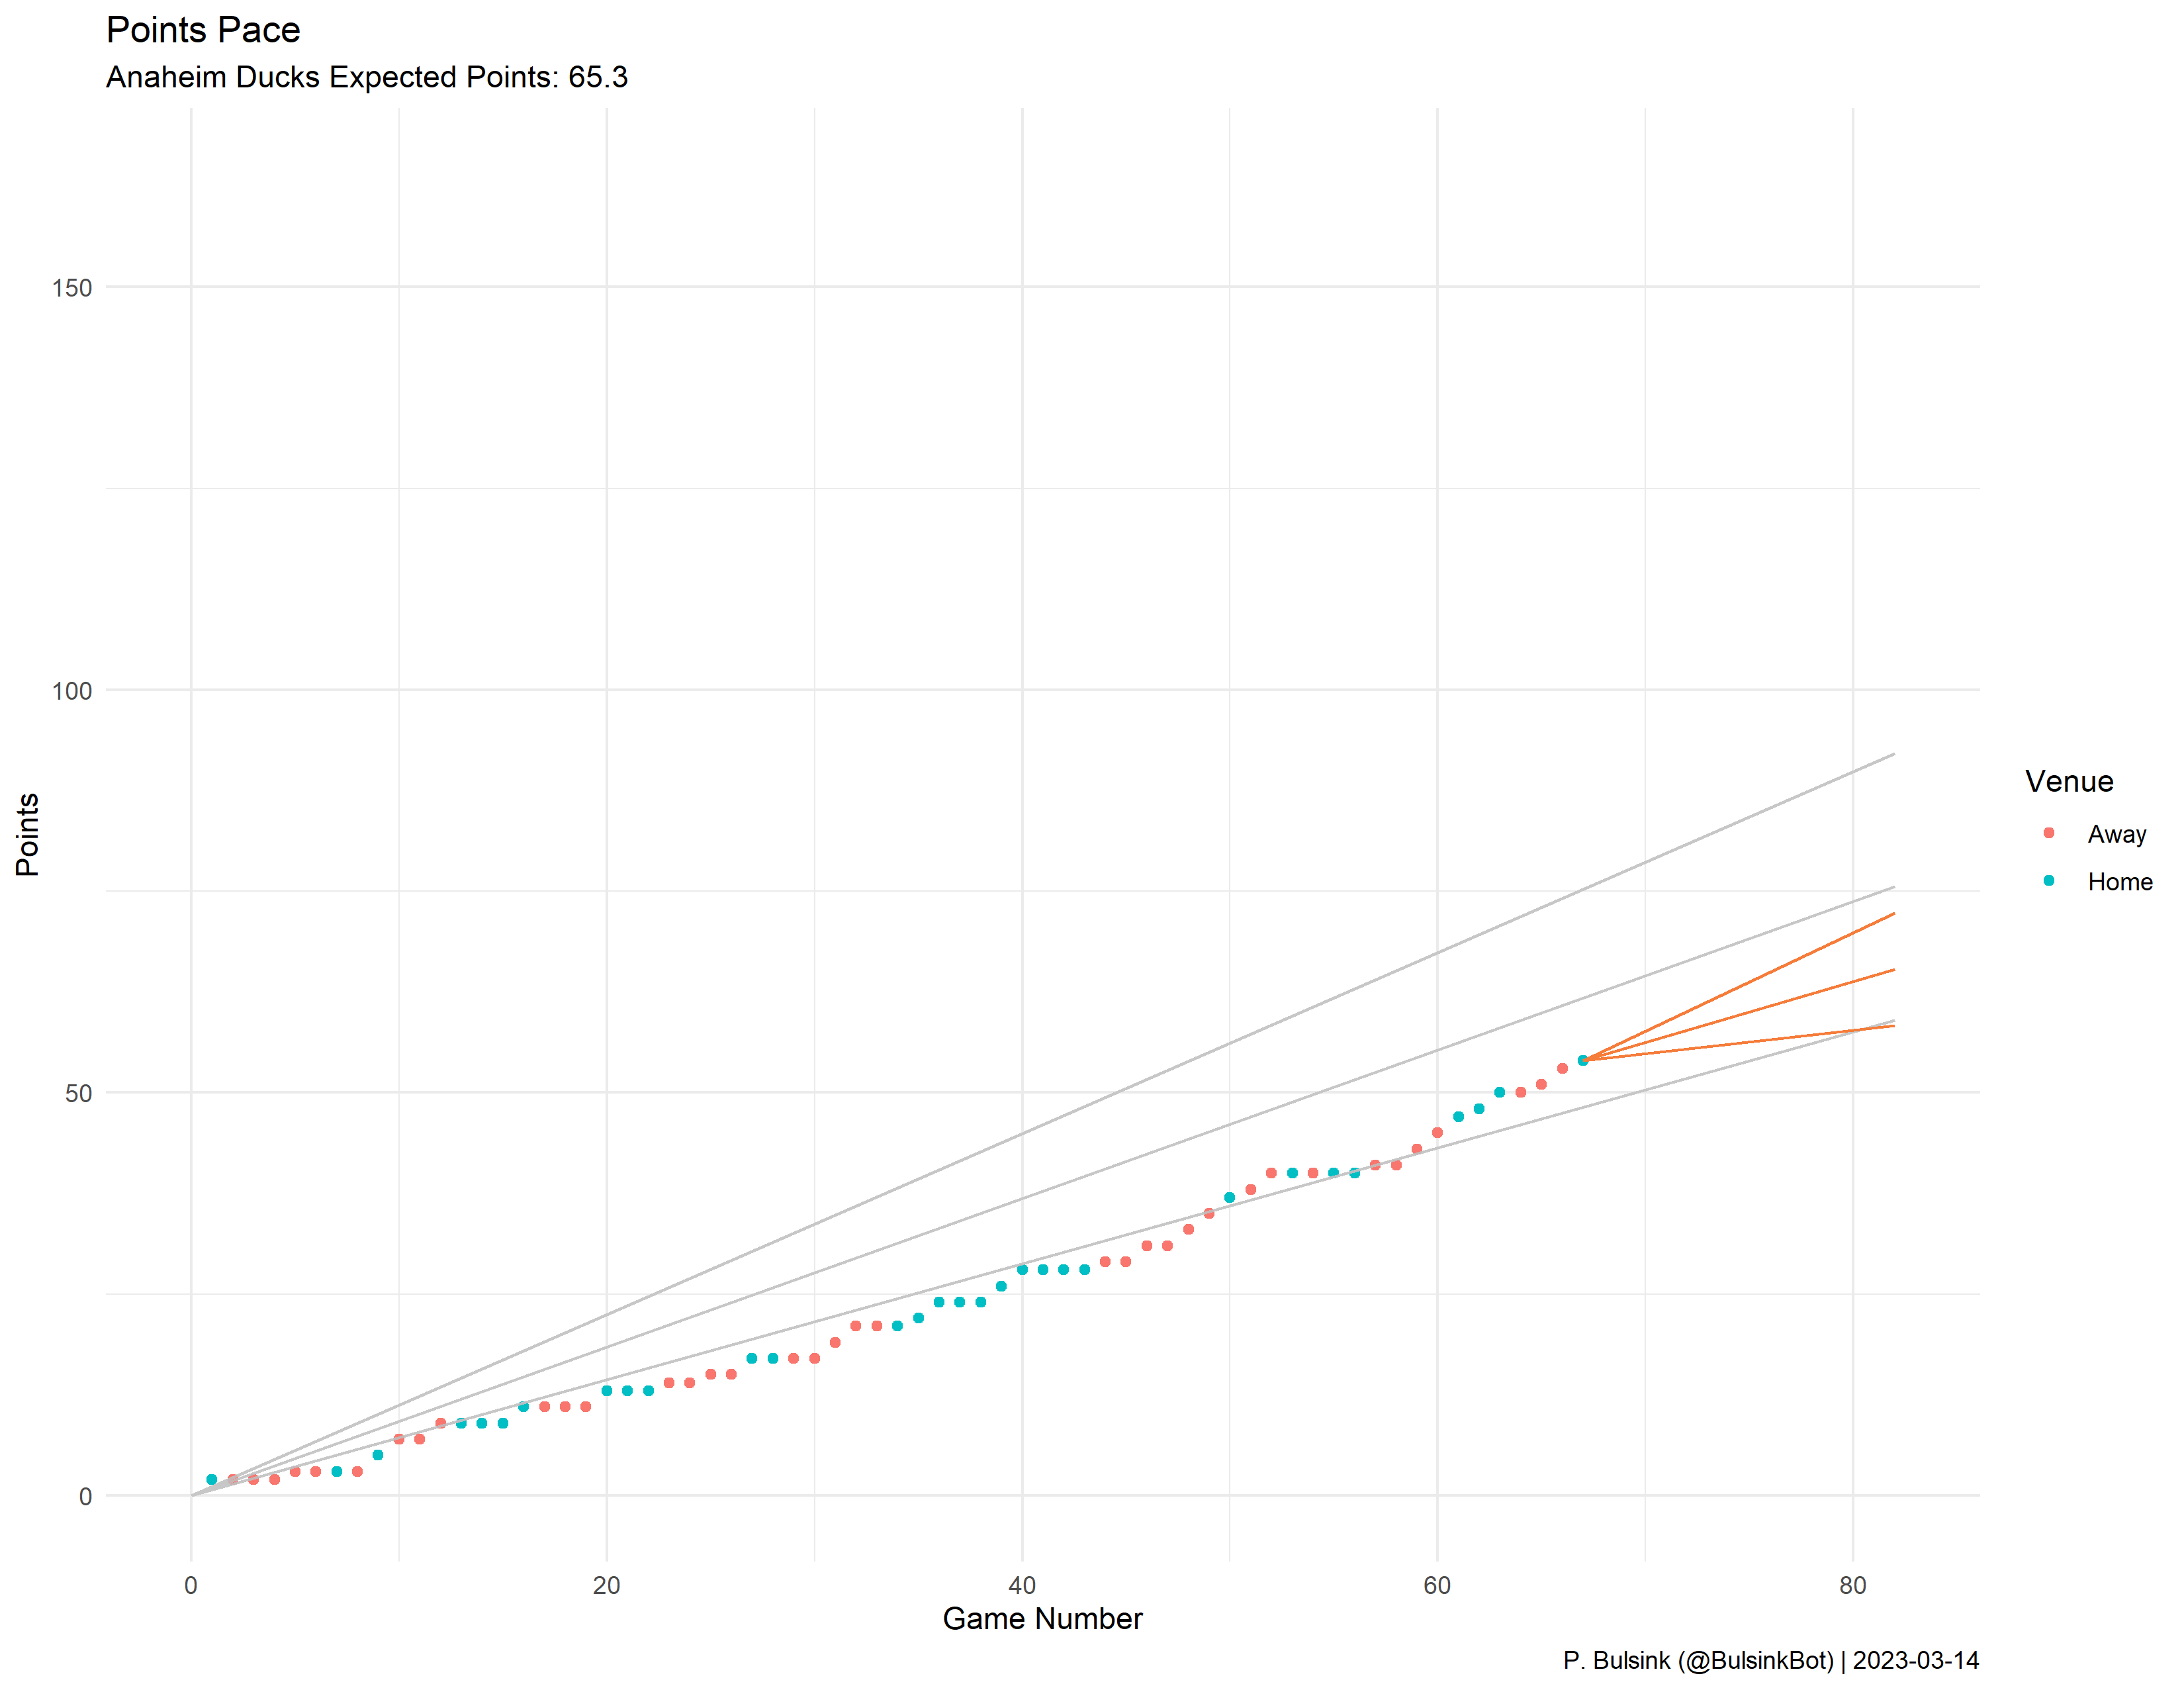 Points Pace
Anaheim Ducks Expected Points: 65.3
150
100
50
0
Points
0 20 40 60 80
Game Number
Venue
Away
Home
P. Bulsink (@BulsinkBot) | 2023-03-14